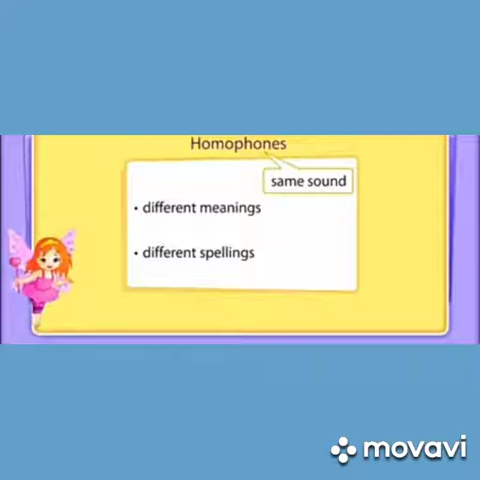 Homophones
same sound
• different meanings
• different spellings
movavi